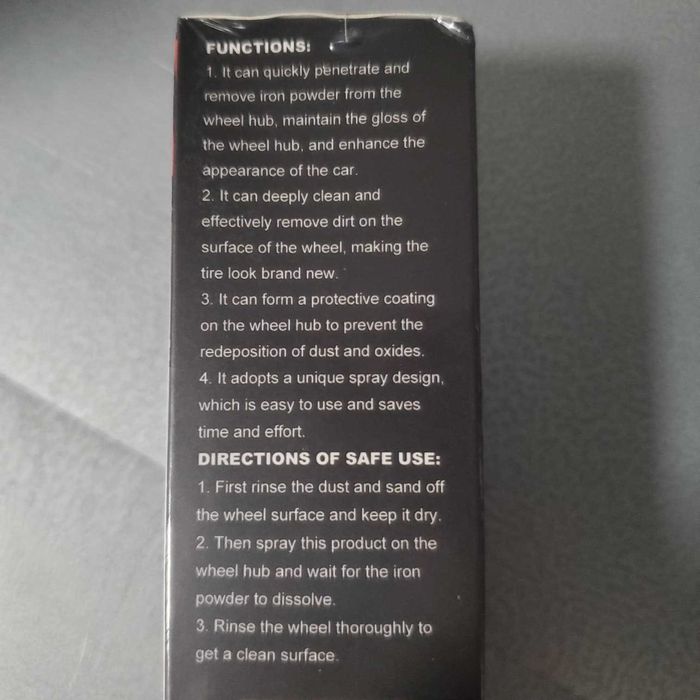 FUNCTIONS:
1. It can quickly penetrate and
remove iron powder from the
wheel hub, maintain the gloss of
the wheel hub, and enhance the
appearance of the car.
2. It can deeply clean and
effectively remove dirt on the
surface of the wheel, making the
tire look brand new.
3. It can form a protective coating
on the wheel hub to prevent the
redeposition of dust and oxides.
4. It adopts a unique spray design,
which is easy to use and saves
time and effort.
DIRECTIONS OF SAFE USE:
1. First rinse the dust and sand off
the wheel surface and keep it dry.
2. Then spray this product on the
wheel hub and wait for the iron
powder to dissolve.
3. Rinse the wheel thoroughly to
get a clean surface.